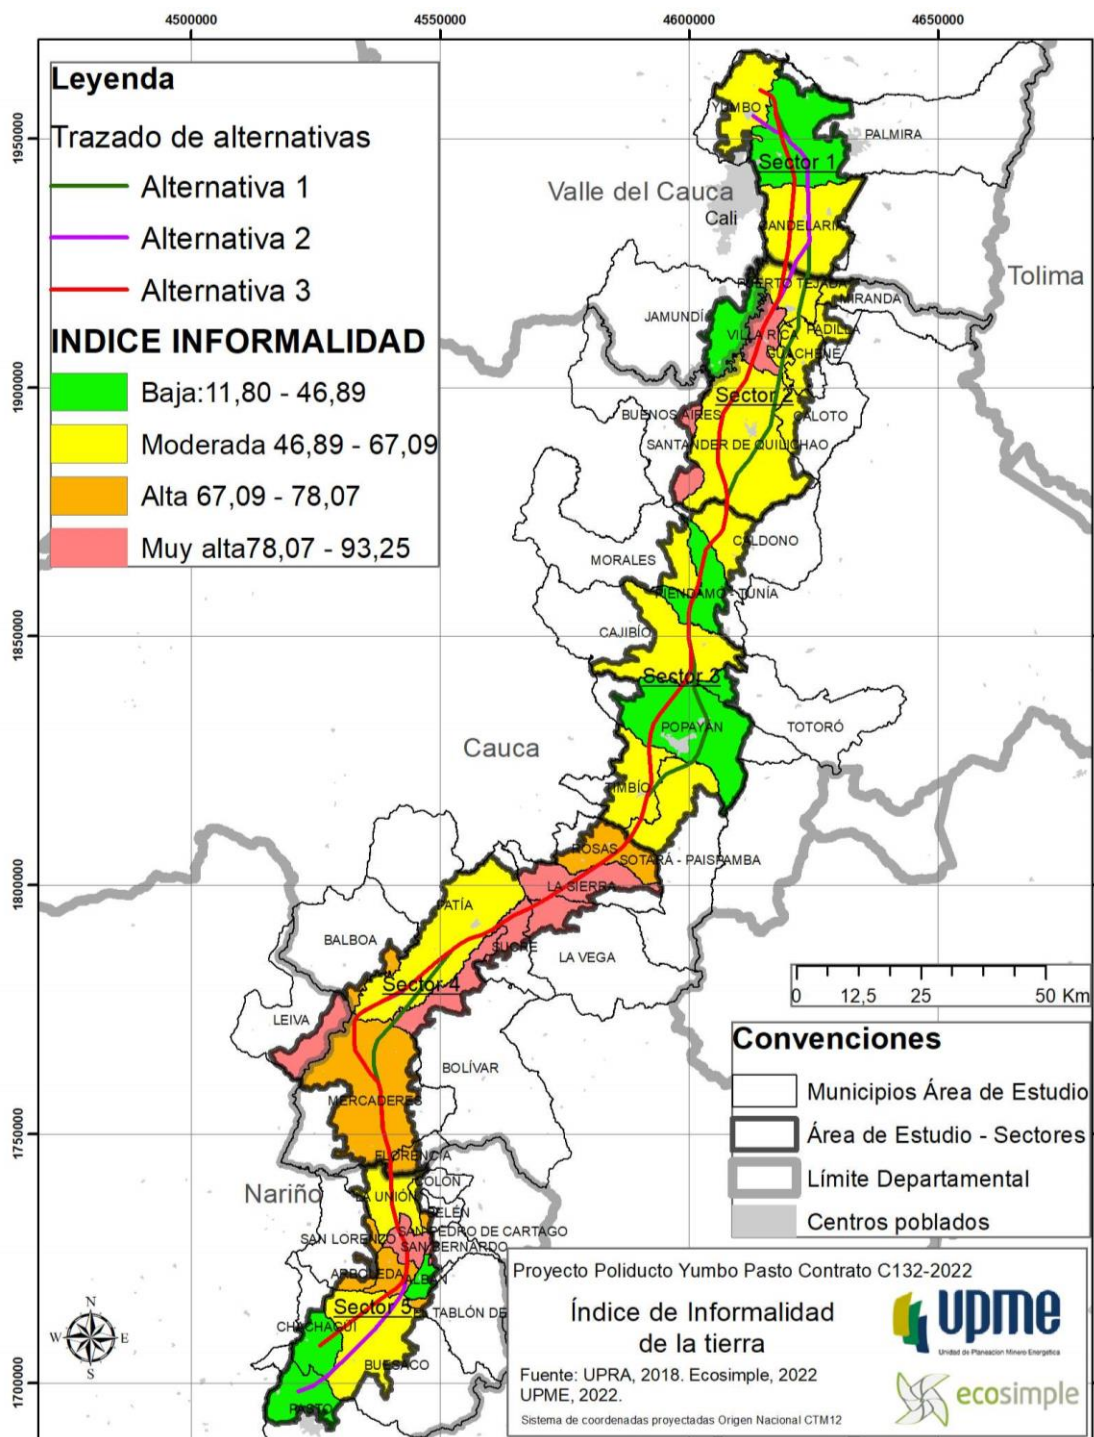 4500000
4550000
4600000
4650000
Leyenda
Trazado de alternativas
Alternativa 1
Alternativa 2
Alternativa 3
INDICE INFORMALIDAD
Baja:11,80 - 46,89
Moderada 46,89 - 67,09
Alta 67,09 - 78,07
Muy alta78,07 - 93,25
1950000
1900000
1850000
1800000
1750000
1700000
YUMBO
PALMIRA
Sector 1
Valle del Cauca
Cali
CANDELARIA
Tolima
PUERTO TEJADA
MIRANDA
JAMUNDÍ
PADILLA
VILLA RICA
GUACHENÉ
Sector 2
BUENOS AIRES
CALOTO
SANTANDER DE QUILICHAO
CALDONO
MORALES
PIENDAMÓ - TUNÍA
CAJIBÍO
Sector 3
POPAYÁN
TOTORÓ
Cauca
TIMBÍO
ROSAS
SOTARÁ - PAISPAMBA
LA SIERRA
PATÍA
BALBOA
SUCRE
LA VEGA
Sector 4
LEIVA
BOLÍVAR
MERCADERES
FLORENCIA
COLÓN
Nariño
LA UNIÓN
BELÉN
SAN PEDRO DE CARTAGO
SAN LORENZO
SAN BERNARDO
ARBOLEDA
ALBÁN
Sector 5
EL TABLÓN DE
CHACHAGÜÍ
BUESACO
PASTO
0 12,5 25 50 Km
Convenciones
Municipios Área de Estudio
Área de Estudio - Sectores
Límite Departamental
Centros poblados
N
W E
S
Proyecto Poliducto Yumbo Pasto Contrato C132-2022
Índice de Informalidad
de la tierra
Fuente: UPRA, 2018. Ecosimple, 2022
UPME, 2022.
Sistema de coordenadas proyectadas Origen Nacional CTM12
upme
Unidad de Planeación Minero Energética
ecosimple